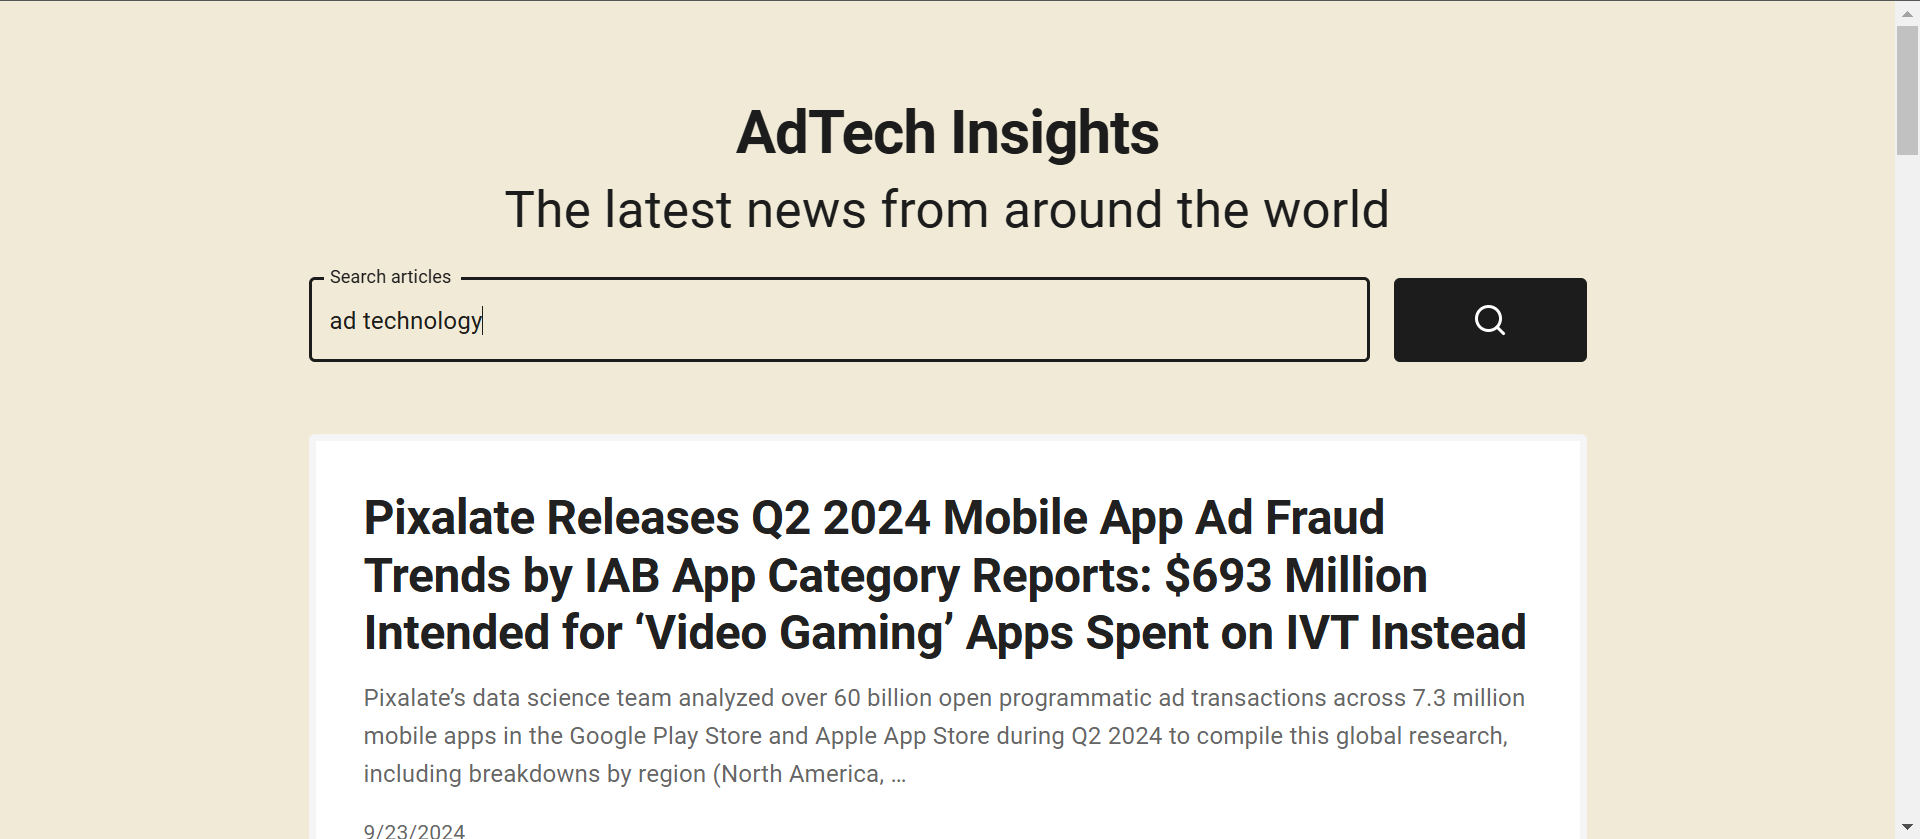 AdTech Insights
The latest news from around the world
Search articles
ad technology
Pixalate Releases Q2 2024 Mobile App Ad Fraud
Trends by IAB App Category Reports: $693 Million
Intended for ‘Video Gaming’ Apps Spent on IVT Instead
Pixalate’s data science team analyzed over 60 billion open programmatic ad transactions across 7.3 million
mobile apps in the Google Play Store and Apple App Store during Q2 2024 to compile this global research,
including breakdowns by region (North America, ...
9/23/2024